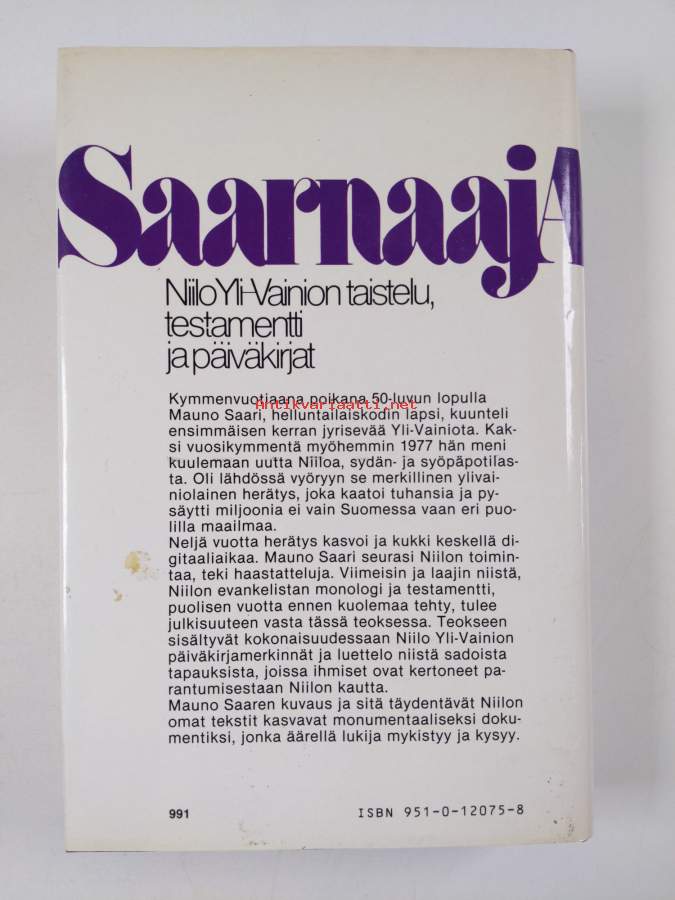 SaarnaajA
Niilo Yli-Vainion taistelu,
testamentti
ja päiväkirjat
Kymmenvuotiaana poikana 50-luvun lopulla
Antikvariaatti.net
Mauno Saari, helluntailaiskodin lapsi, kuunteli
ensimmäisen kerran jyrisevää Yli-Vainiota. Kak-
si vuosikymmentä myöhemmin 1977 hän meni
kuulemaan uutta Niiloa, sydän- ja syöpäpotilas-
ta. Oli lähdössä vyöryyn se merkillinen ylivai-
niolainen herätys, joka kaatoi tuhansia ja py-
säytti miljoonia ei vain Suomessa vaan eri puo-
lilla maailmaa.
Neljä vuotta herätys kasvoi ja kukki keskellä di-
gitaaliaikaa. Mauno Saari seurasi Niilon toimin-
taa, teki haastatteluja. Viimeisin ja laajin niistä,
Niilon evankelistan monologi ja testamentti,
puolisen vuotta ennen kuolemaa tehty, tulee
julkisuuteen vasta tässä teoksessa. Teokseen
sisältyvät kokonaisuudessaan Niilo Yli-Vainion
päiväkirjamerkinnät ja luettelo niistä sadoista
tapauksista, joissa ihmiset ovat kertoneet pa-
rantumisestaan Niilon kautta.
Mauno Saaren kuvaus ja sitä täydentävät Niilon
omat tekstit kasvavat monumentaaliseksi doku-
mentiksi, jonka äärellä lukija mykistyy ja kysyy.
991
ISBN 951-0-12075-8